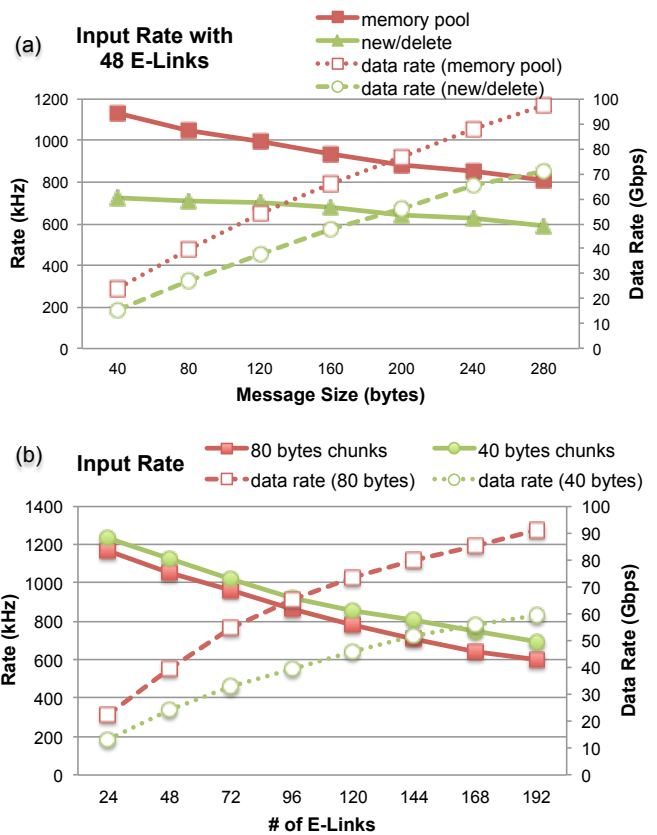 (a)
Input Rate with
48 E-Links
memory pool
new/delete
data rate (memory pool)
data rate (new/delete)
1200
1000
800
600
400
200
0
Rate (kHz)
100
90
80
70
60
50
40
30
20
10
0
Data Rate (Gbps)
40 80 120 160 200 240 280
Message Size (bytes)
(b)
Input Rate
80 bytes chunks
40 bytes chunks
data rate (80 bytes)
data rate (40 bytes)
1400
1200
1000
800
600
400
200
0
Rate (kHz)
100
90
80
70
60
50
40
30
20
10
0
Data Rate (Gbps)
24 48 72 96 120 144 168 192
# of E-Links